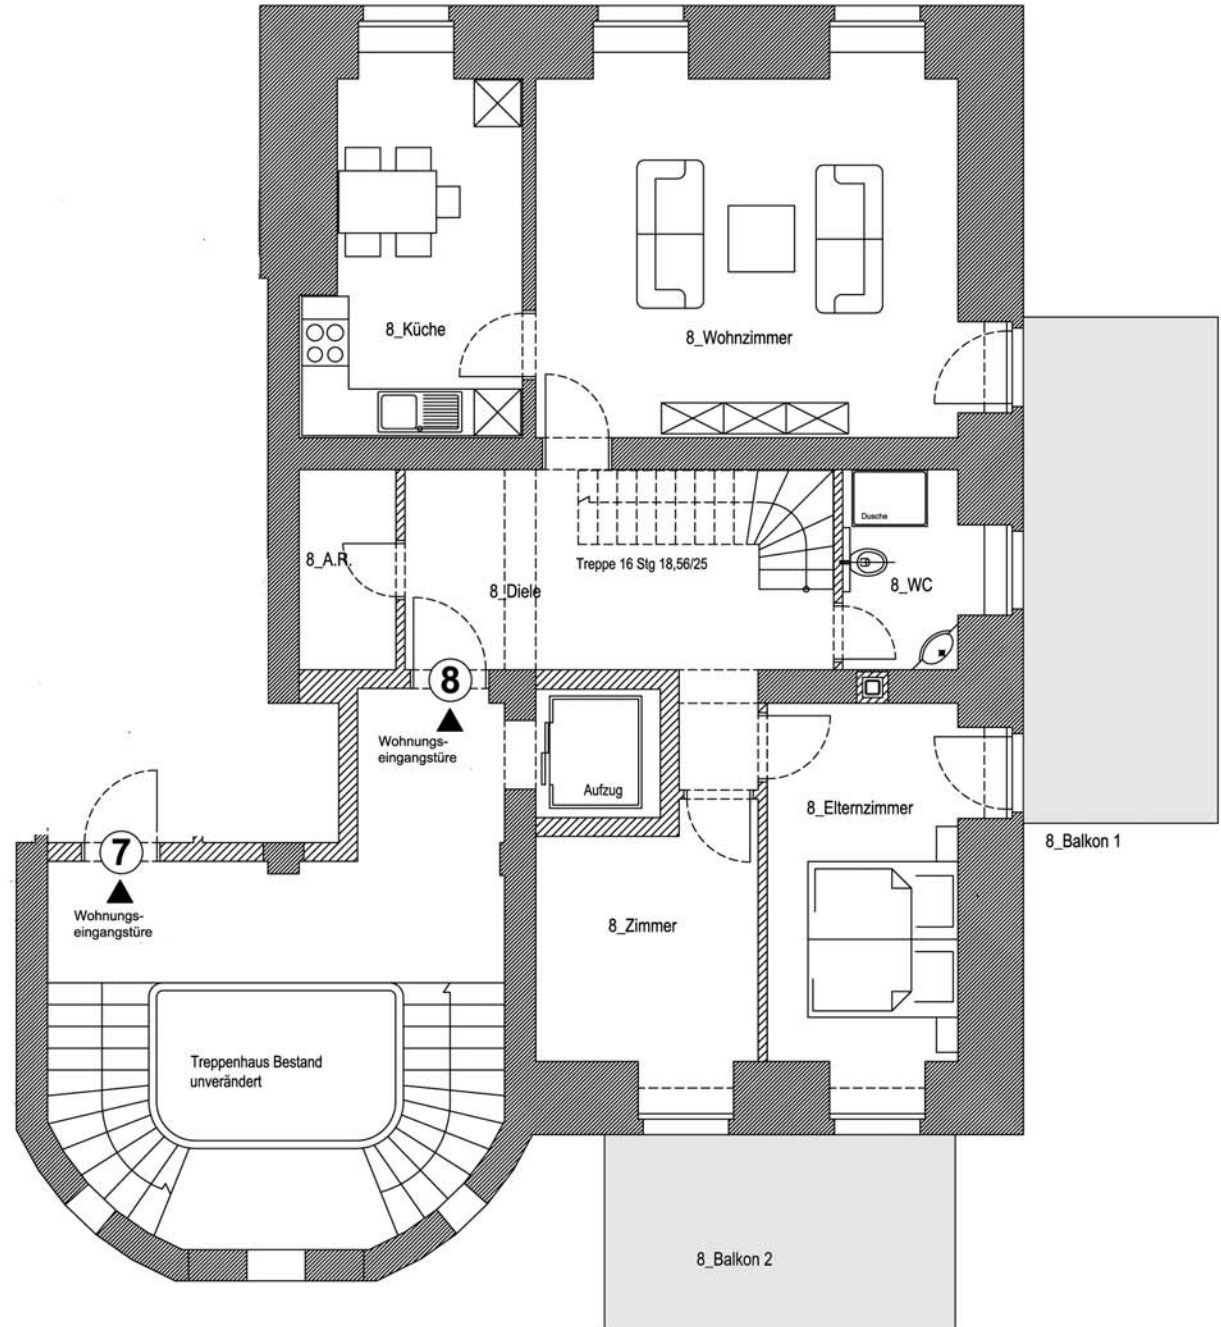 8_Küche
8_Wohnzimmer
Dusche
8_A.R.
Treppe 16 Stg 18,56/25
8_Diele
8_WC
8
Wohnungs-
eingangstüre
Aufzug
8_Elternzimmer
8_Balkon 1
7
Wohnungs-
eingangstüre
8_Zimmer
Treppenhaus Bestand
unverändert
8_Balkon 2